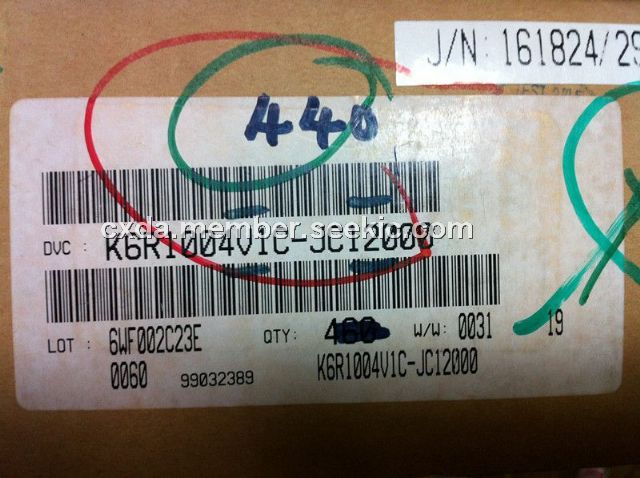 J/N: 161824/29
440
cxda.member.seekic.com
DVC : K6R1004V1C-JC12000
LOT : 6WF002C23E QTY: 460 W/W: 0031 19
0060 99032389 K6R1004V1C-JC12000